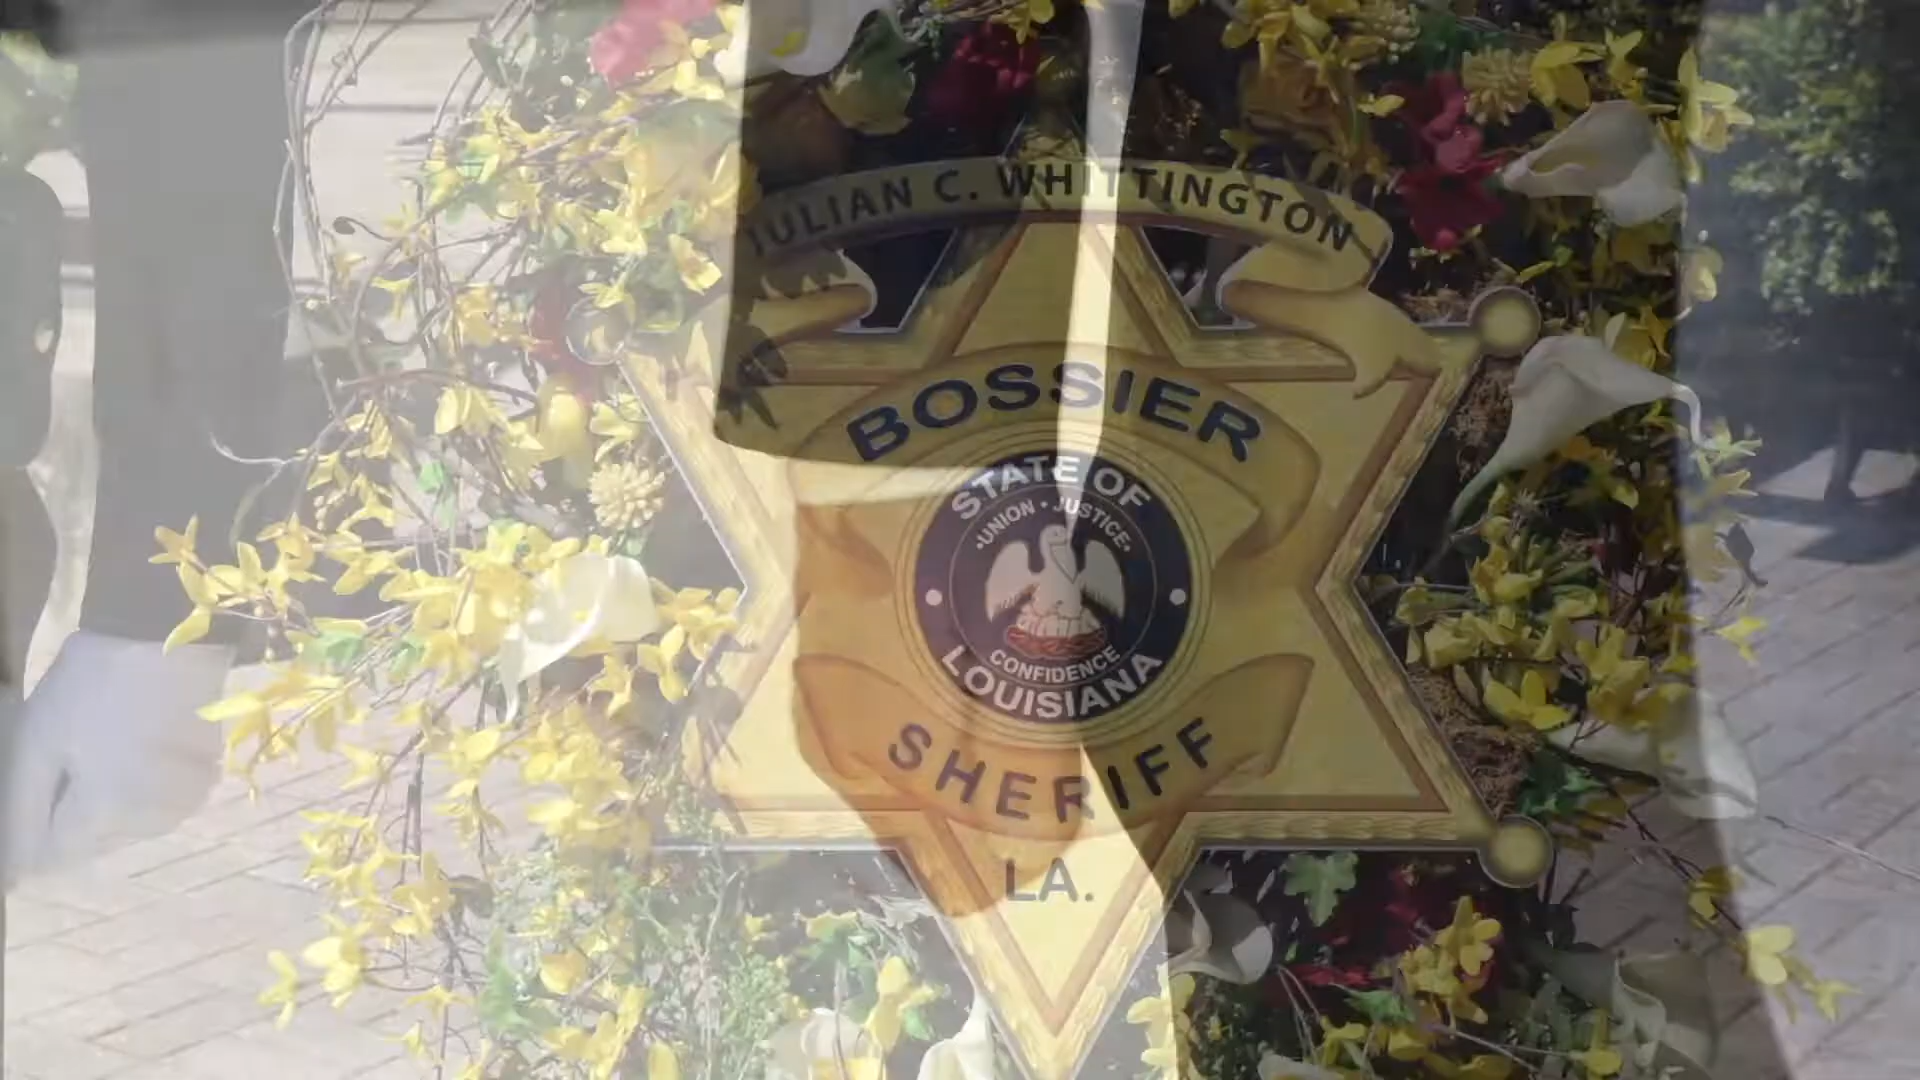 JULIAN C. WHITTINGTON
BOSSIER
STATE OF
•UNION • JUSTICE•
CONFIDENCE
LOUISIANA
SHERIFF
LA.